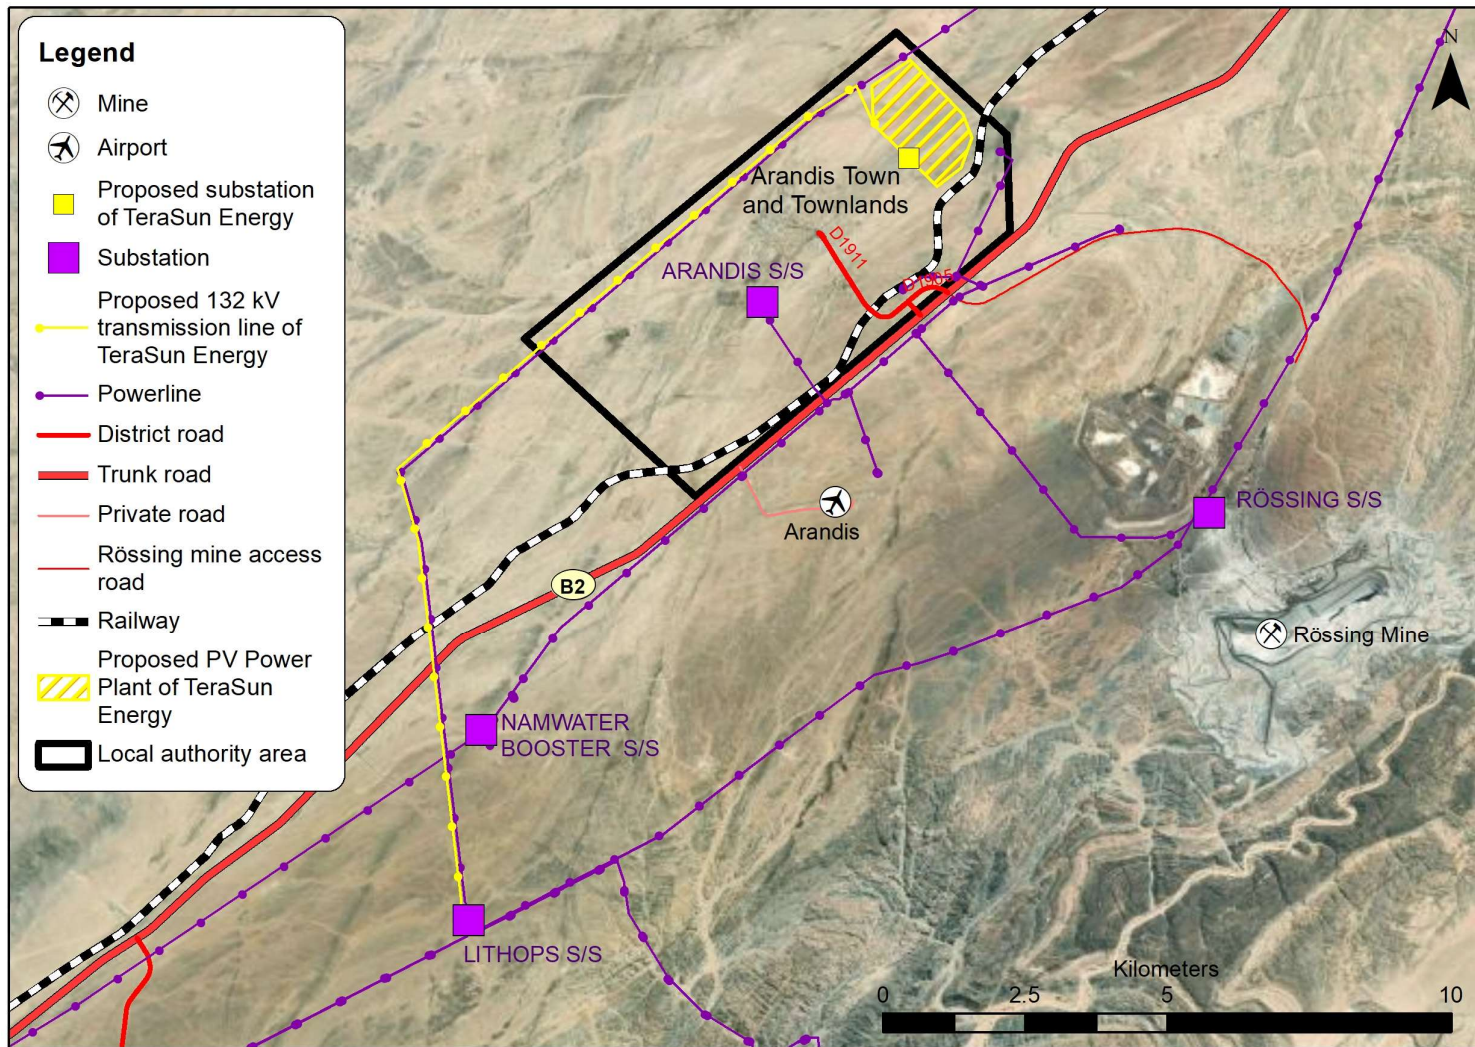 Legend
Mine
Airport
Proposed substation
of TeraSun Energy
Substation
Proposed 132 kV
transmission line of
TeraSun Energy
Powerline
District road
Trunk road
Private road
Rössing mine access
road
Railway
Proposed PV Power
Plant of TeraSun
Energy
Local authority area
N
Arandis Town
and Townlands
D1911
D1985
ARANDIS S/S
RÖSSING S/S
Arandis
B2
Rössing Mine
NAMWATER
BOOSTER S/S
LITHOPS S/S
Kilometers
0 2.5 5 10